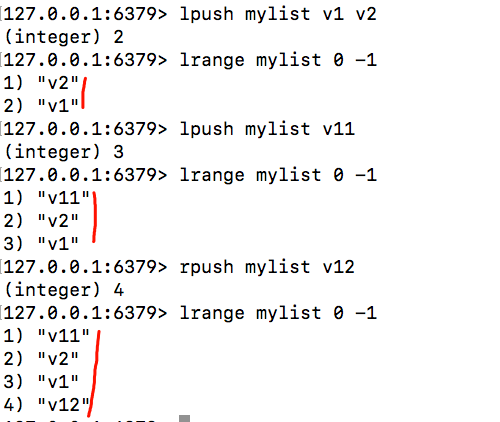 127.0.0.1:6379> lpush mylist v1 v2
(integer) 2
127.0.0.1:6379> lrange mylist 0 -1
1) "v2"
2) "v1"
127.0.0.1:6379> lpush mylist v11
(integer) 3
127.0.0.1:6379> lrange mylist 0 -1
1) "v11"
2) "v2"
3) "v1"
127.0.0.1:6379> rpush mylist v12
(integer) 4
127.0.0.1:6379> lrange mylist 0 -1
1) "v11"
2) "v2"
3) "v1"
4) "v12"